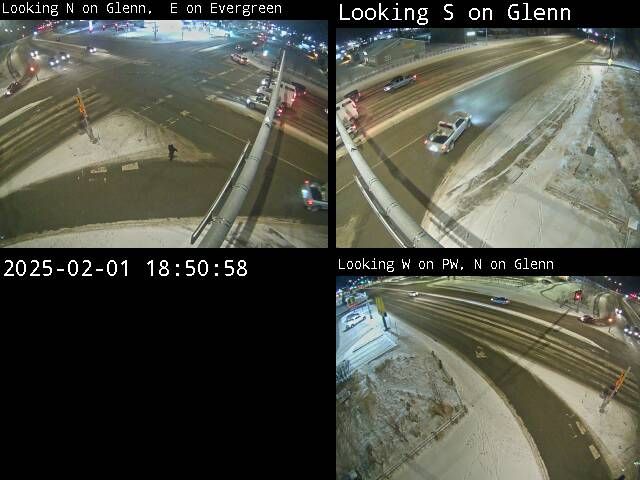 Looking N on Glenn, E on Evergreen
Looking S on Glenn
2025-02-01 18:50:58
Looking W on PW, N on Glenn